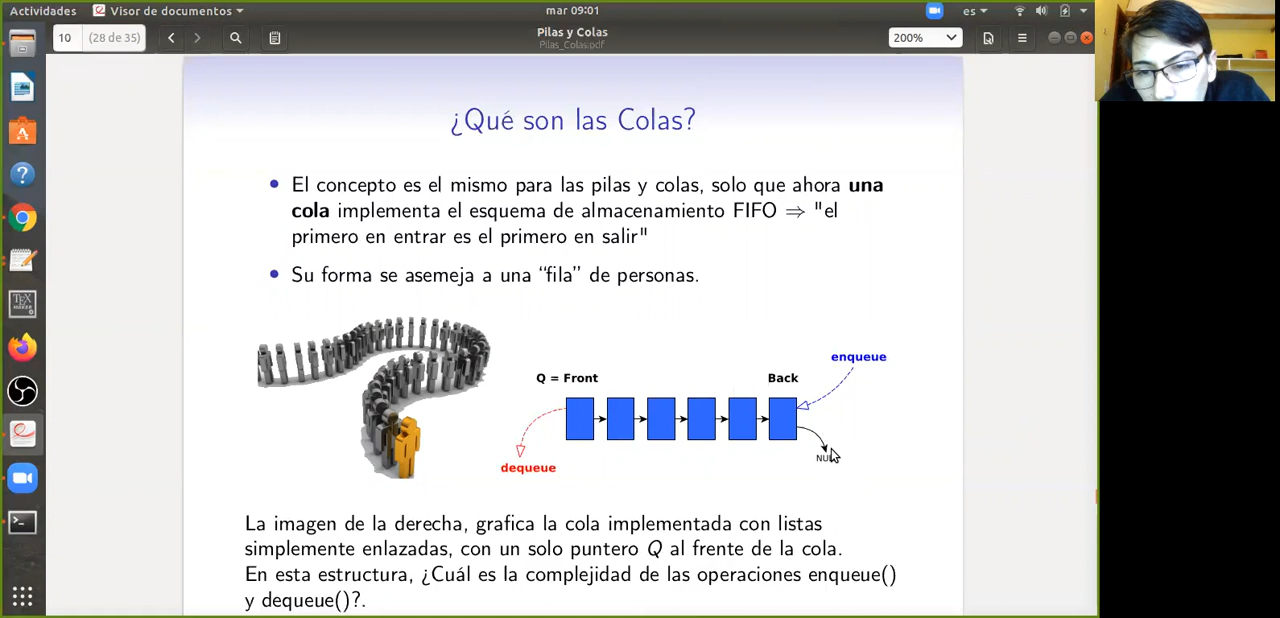 Actividades
Visor de documentos
mar 09:01
es
10
(28 de 35)
Pilas y Colas
Pilas_Colas.pdf
200%
¿Qué son las Colas?
El concepto es el mismo para las pilas y colas, solo que ahora una
cola implementa el esquema de almacenamiento FIFO ⇒ "el
primero en entrar es el primero en salir"
Su forma se asemeja a una “fila” de personas.
enqueue
Q = Front
Back
dequeue
La imagen de la derecha, grafica la cola implementada con listas
simplemente enlazadas, con un solo puntero Q al frente de la cola.
En esta estructura, ¿Cuál es la complejidad de las operaciones enqueue()
y dequeue()?.